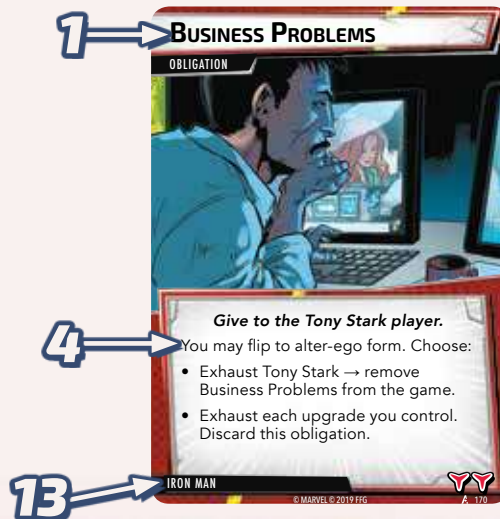 1
BUSINESS PROBLEMS
OBLIGATION
Give to the Tony Stark player.
4
You may flip to alter-ego form. Choose:
• Exhaust Tony Stark → remove
Business Problems from the game.
• Exhaust each upgrade you control.
Discard this obligation.
13
IRON MAN
© MARVEL © 2019 FFG
170